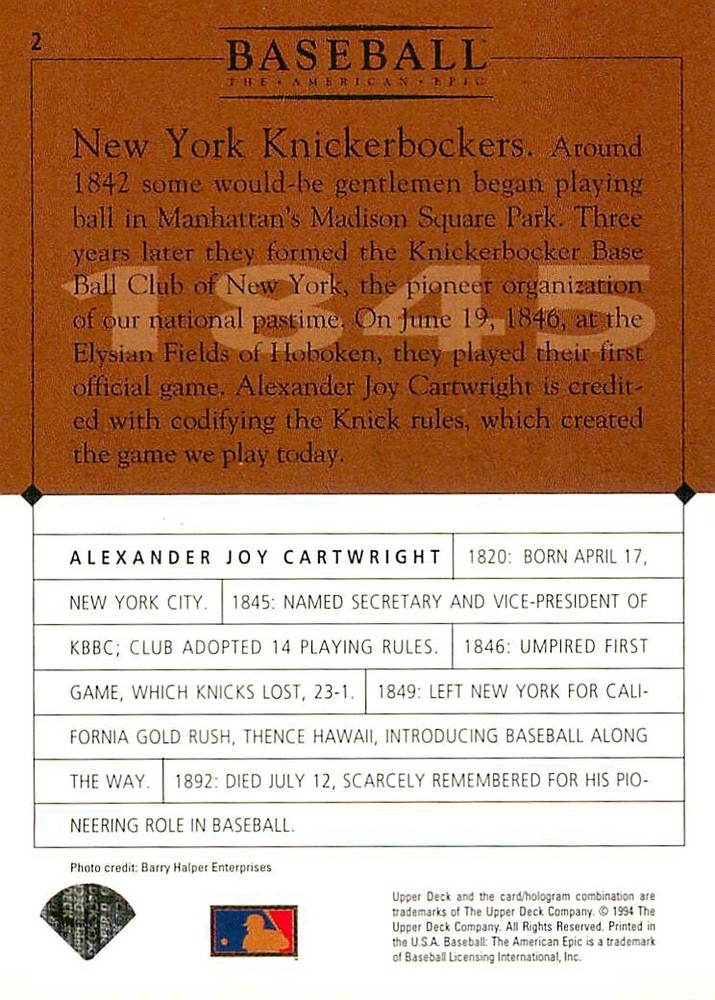 2
BASEBALL
THE • AMERICAN • EPIC
New York Knickerbockers. Around
1842 some would-be gentlemen began playing
ball in Manhattan's Madison Square Park. Three
years later they formed the Knickerbocker Base
Ball Club of New York, the pioneer organization
1845
of our national pastime. On June 19, 1846, at the
Elysian Fields of Hoboken, they played their first
official game. Alexander Joy Cartwright is credit-
ed with codifying the Knick rules, which created
the game we play today.
ALEXANDER JOY CARTWRIGHT 1820: BORN APRIL 17,
NEW YORK CITY. 1845: NAMED SECRETARY AND VICE-PRESIDENT OF
KBBC; CLUB ADOPTED 14 PLAYING RULES. 1846: UMPIRED FIRST
GAME, WHICH KNICKS LOST, 23-1. 1849: LEFT NEW YORK FOR CALI-
FORNIA GOLD RUSH, THENCE HAWAII, INTRODUCING BASEBALL ALONG
THE WAY. 1892: DIED JULY 12, SCARCELY REMEMBERED FOR HIS PIO-
NEERING ROLE IN BASEBALL.
Photo credit: Barry Halper Enterprises
Upper Deck and the card/hologram combination are
trademarks of The Upper Deck Company. © 1994 The
Upper Deck Company. All Rights Reserved. Printed in
the U.S.A. Baseball: The American Epic is a trademark
of Baseball Licensing International, Inc.